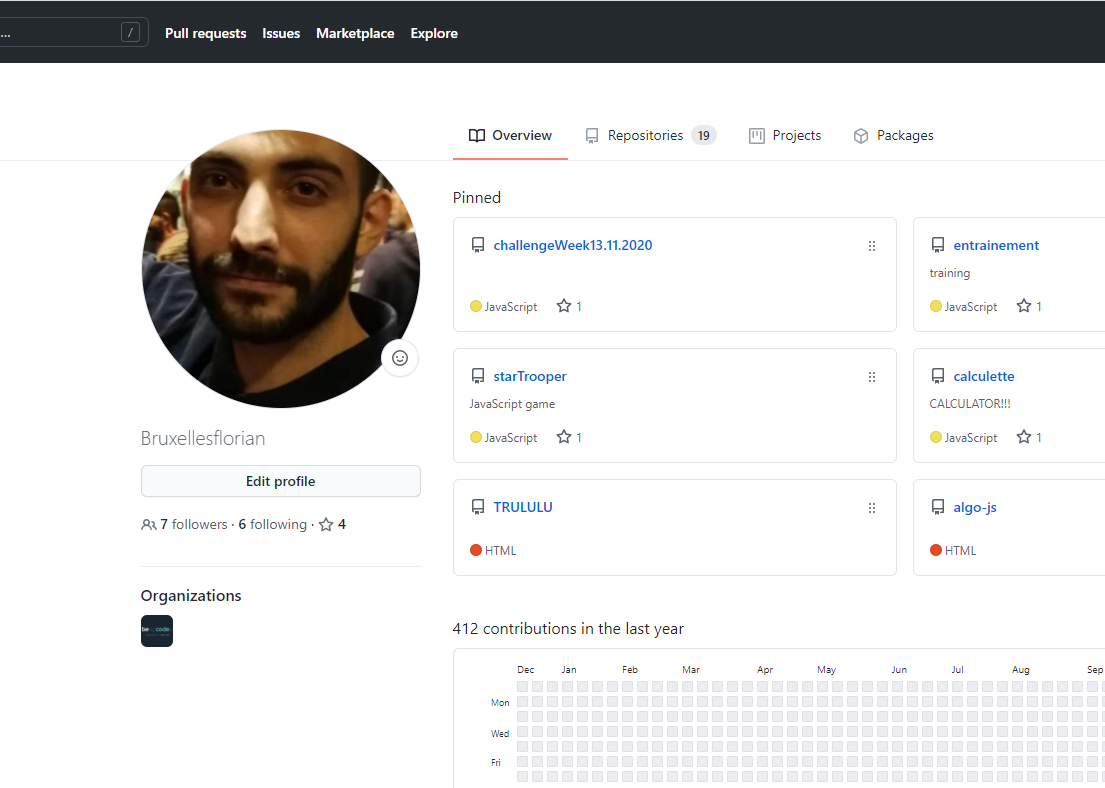 ... /
Pull requests Issues Marketplace Explore
Overview Repositories 19 Projects Packages
Pinned
challengeWeek13.11.2020
JavaScript 1
entrainement
training
JavaScript 1
starTrooper
JavaScript game
JavaScript 1
calculette
CALCULATOR!!!
JavaScript 1
TRULULU
HTML
algo-js
HTML
Bruxellesflorian
Edit profile
7 followers · 6 following · 4
Organizations
be code
412 contributions in the last year
Dec Jan Feb Mar Apr May Jun Jul Aug Sep
Mon
Wed
Fri